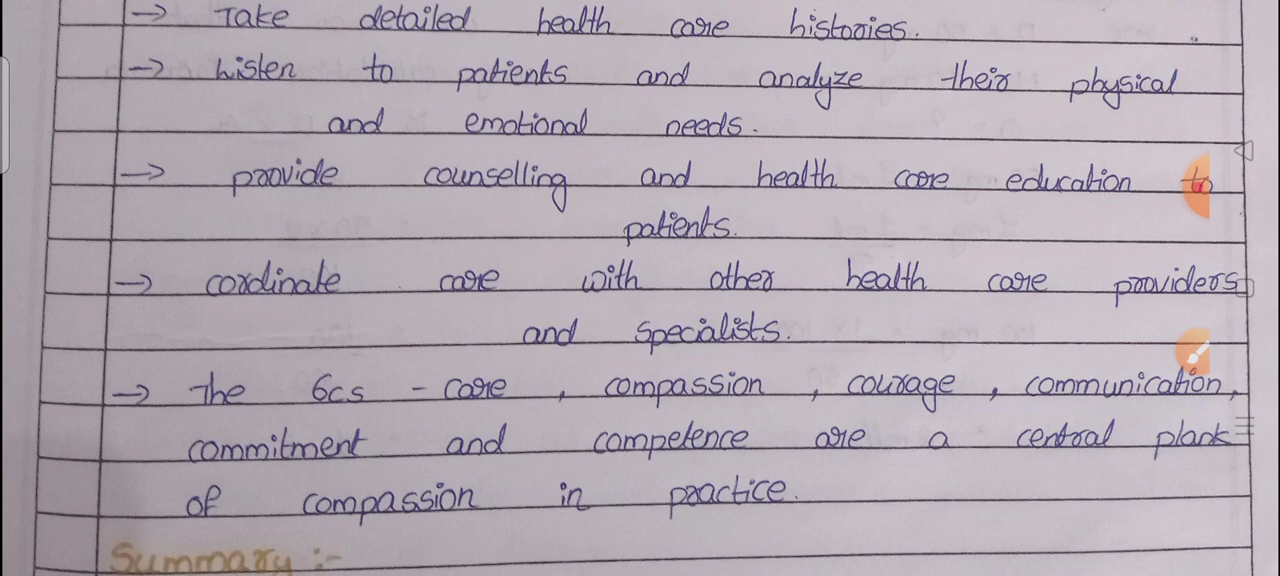 → Take detailed health care histories.
→ Listen to patients and analyze their physical
and emotional needs.
→ provide counselling and health care education to
patients.
→ cordinate care with other health care providers
and specialists.
→ The 6cs - care , compassion , courage , communication,
commitment and competence are a central plank
of compassion in practice.
Summary :-